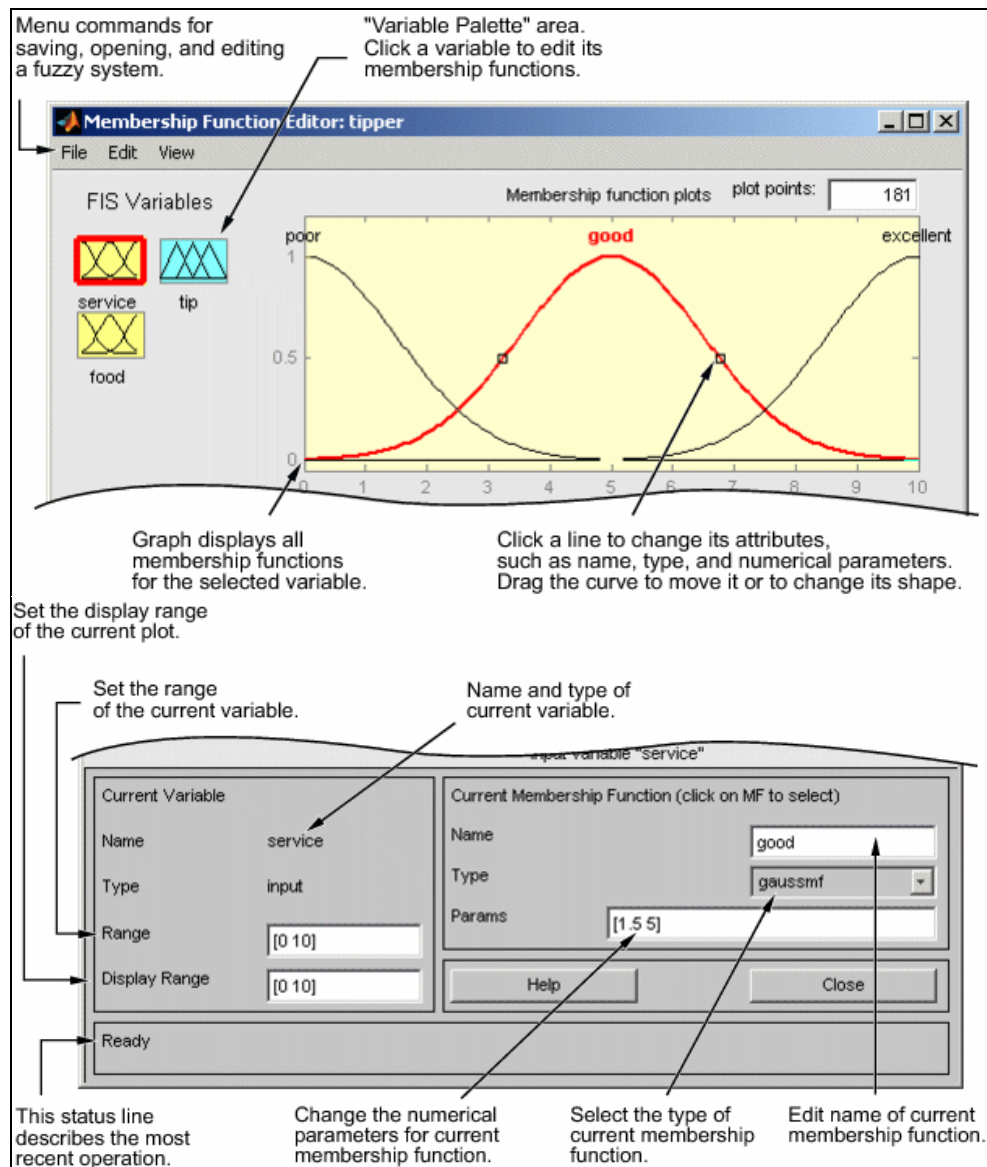 Menu commands for
saving, opening, and editing
a fuzzy system.
"Variable Palette" area.
Click a variable to edit its
membership functions.
Membership Function Editor: tipper
File Edit View
FIS Variables
service
tip
food
Membership function plots
plot points:
181
poor
good
excellent
1
0.5
0
0 1 2 3 4 5 6 7 8 9 10
Graph displays all
membership functions
for the selected variable.
Click a line to change its attributes,
such as name, type, and numerical parameters.
Drag the curve to move it or to change its shape.
Set the display range
of the current plot.
Set the range
of the current variable.
Name and type of
current variable.
input variable "service"
Current Variable
Name service
Type input
Range [0 10]
Display Range [0 10]
Current Membership Function (click on MF to select)
Name good
Type gaussmf
Params [1.5 5]
Help
Close
Ready
This status line
describes the most
recent operation.
Change the numerical
parameters for current
membership function.
Select the type of
current membership
function.
Edit name of current
membership function.